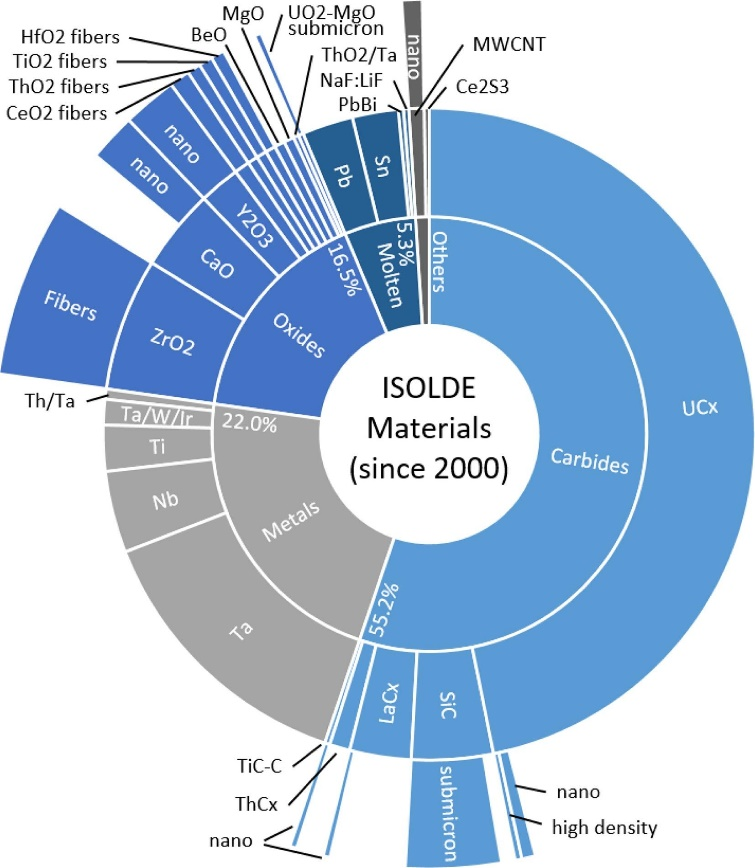 MgO
UO2-MgO
submicron
HfO2 fibers
BeO
nano
TiO2 fibers
ThO2/Ta
MWCNT
ThO2 fibers
NaF:LiF
Ce2S3
CeO2 fibers
PbBi
nano
nano
Pb
Sn
Y2O3
CaO
16.5%
Molten
5.3%
Others
Fibers
ZrO2
Oxides
ISOLDE
Materials
(since 2000)
UCx
Carbides
Th/Ta
Ta/W/Ir
22.0%
Ti
Nb
Metals
Ta
55.2%
LaCx
SiC
TiC-C
ThCx
nano
submicron
nano
high density